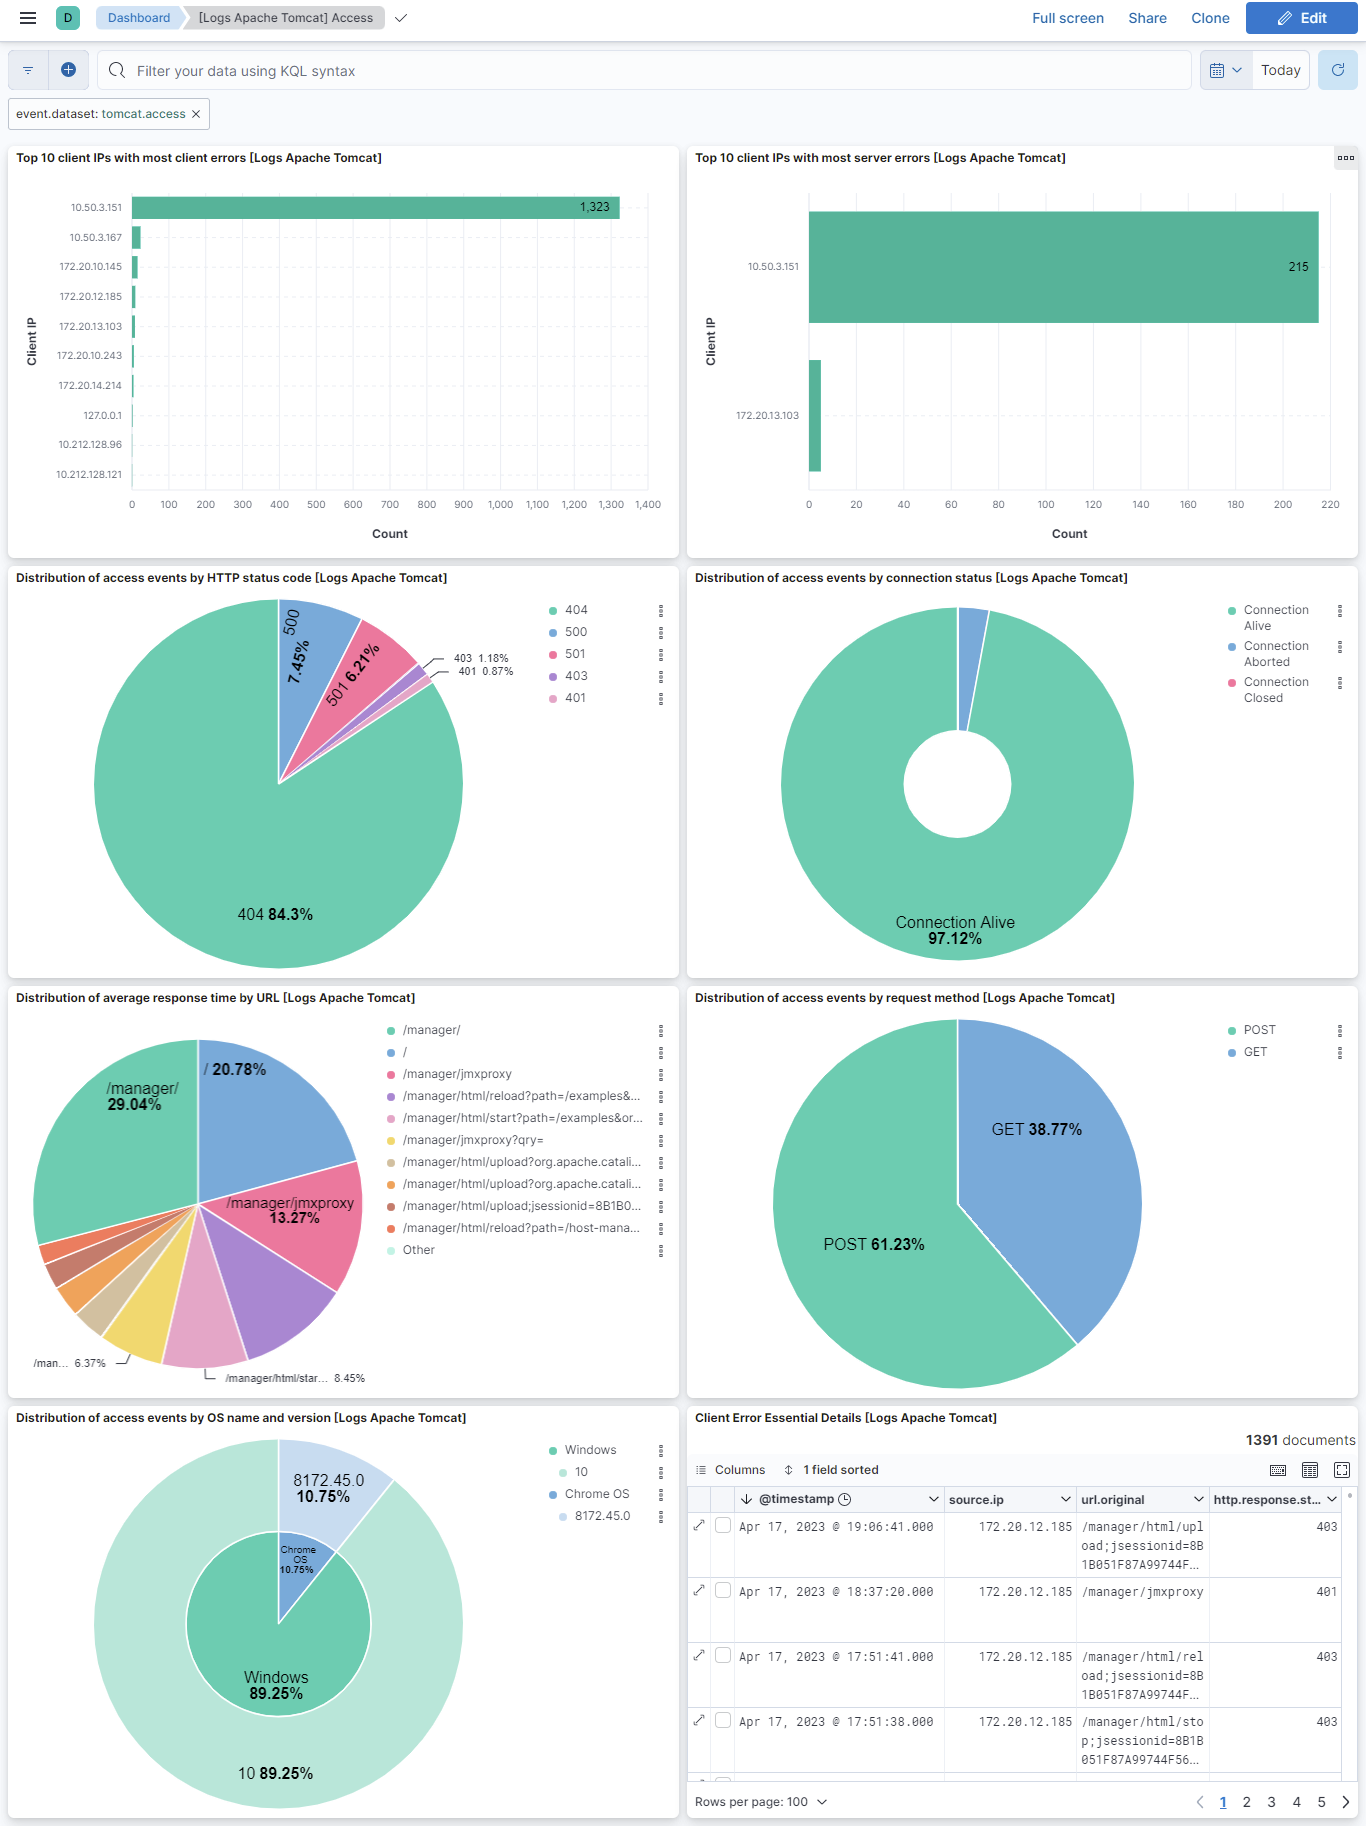 D
Dashboard
[Logs Apache Tomcat] Access
Full screen
Share
Clone
Edit
Filter your data using KQL syntax
Today
event.dataset: tomcat.access
Top 10 client IPs with most client errors [Logs Apache Tomcat]
Client IP
10.50.3.151
10.50.3.167
172.20.10.145
172.20.12.185
172.20.13.103
172.20.10.243
172.20.14.214
127.0.0.1
10.212.128.96
10.212.128.121
1,323
0 100 200 300 400 500 600 700 800 900 1,000 1,100 1,200 1,300 1,400
Count
Top 10 client IPs with most server errors [Logs Apache Tomcat]
Client IP
10.50.3.151
172.20.13.103
215
0 20 40 60 80 100 120 140 160 180 200 220
Count
Distribution of access events by HTTP status code [Logs Apache Tomcat]
500
7.45%
501 6.21%
403 1.18%
401 0.87%
404 84.3%
404
500
501
403
401
Distribution of access events by connection status [Logs Apache Tomcat]
Connection Alive
97.12%
Connection
Alive
Connection
Aborted
Connection
Closed
Distribution of average response time by URL [Logs Apache Tomcat]
/manager/
29.04%
/ 20.78%
/manager/jmxproxy
13.27%
/man... 6.37%
/manager/html/star... 8.45%
/manager/
/
/manager/jmxproxy
/manager/html/reload?path=/examples&...
/manager/html/start?path=/examples&or...
/manager/jmxproxy?qry=
/manager/html/upload?org.apache.catali...
/manager/html/upload?org.apache.catali...
/manager/html/upload;jsessionid=8B1B0...
/manager/html/reload?path=/host-mana...
Other
Distribution of access events by request method [Logs Apache Tomcat]
GET 38.77%
POST 61.23%
POST
GET
Distribution of access events by OS name and version [Logs Apache Tomcat]
8172.45.0
10.75%
Chrome
OS
10.75%
Windows
89.25%
10 89.25%
Windows
10
Chrome OS
8172.45.0
Client Error Essential Details [Logs Apache Tomcat]
1391 documents
Columns
1 field sorted
@timestamp source.ip url.original http.response.st...
Apr 17, 2023 @ 19:06:41.000 172.20.12.185 /manager/html/upl 403
oad;jsessionid=8B
1B051F87A99744F...
Apr 17, 2023 @ 18:37:20.000 172.20.12.185 /manager/jmxproxy 401
Apr 17, 2023 @ 17:51:41.000 172.20.12.185 /manager/html/rel 403
oad;jsessionid=8B
1B051F87A99744F...
Apr 17, 2023 @ 17:51:38.000 172.20.12.185 /manager/html/sto 403
p;jsessionid=8B1B
051F87A99744F56...
Rows per page: 100
1 2 3 4 5